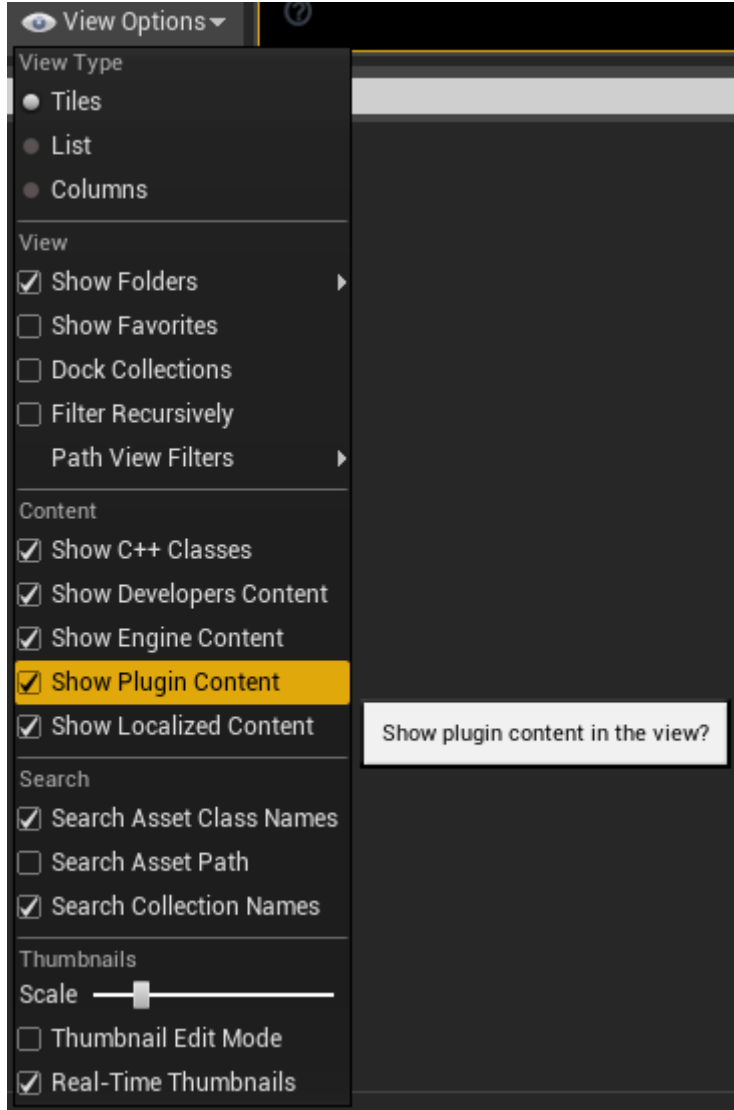 View Options
View Type
Tiles
List
Columns
View
Show Folders
Show Favorites
Dock Collections
Filter Recursively
Path View Filters
Content
Show C++ Classes
Show Developers Content
Show Engine Content
Show Plugin Content
Show Localized Content
Show plugin content in the view?
Search
Search Asset Class Names
Search Asset Path
Search Collection Names
Thumbnails
Scale
Thumbnail Edit Mode
Real-Time Thumbnails